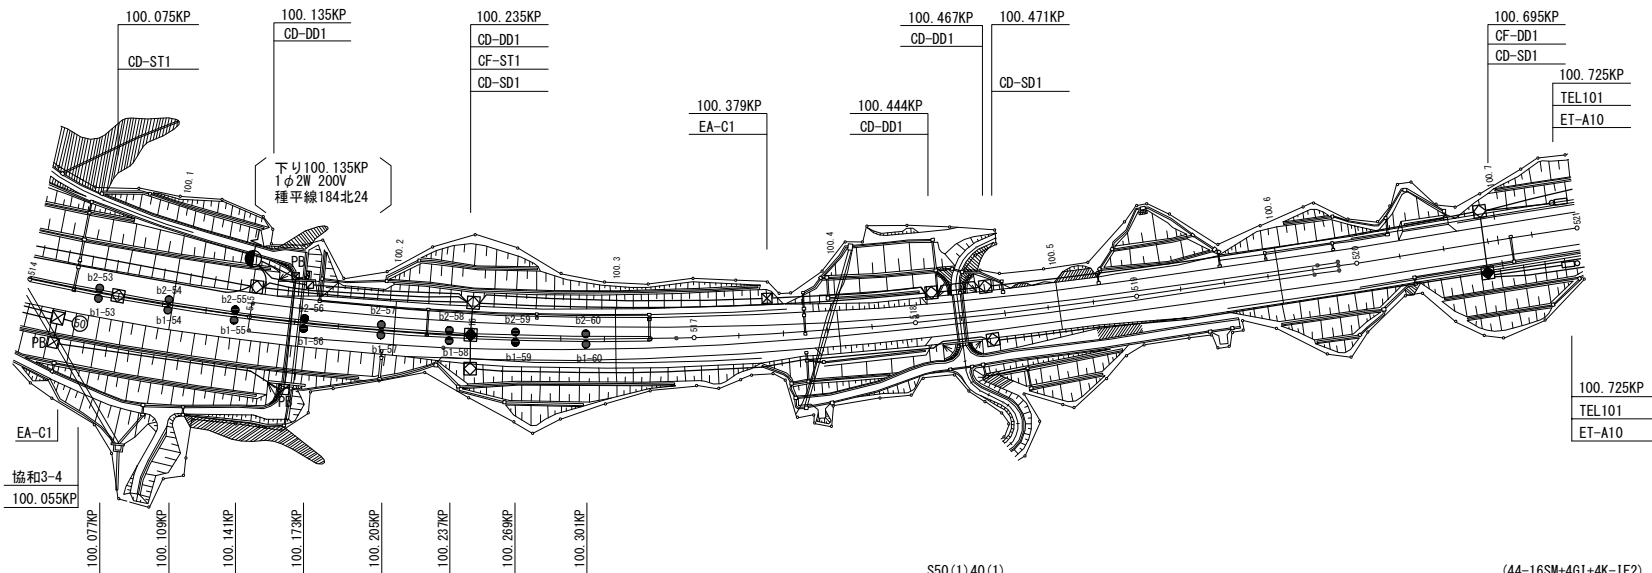 100.075KP
CD-ST1
100.135KP
CD-DD1
100.235KP
CD-DD1
CF-ST1
CD-SD1
100.379KP
EA-C1
100.444KP
CD-DD1
100.467KP
CD-DD1
100.471KP
CD-SD1
100.695KP
CF-DD1
CD-SD1
100.725KP
TEL101
ET-A10
下り100.135KP
1φ2W 200V
種平線184北24
100.1
100.2
100.3
100.4
100.5
100.6
100.7
514
517
518
519
520
521
PB
PB
50
b2-53
b2-54
b2-55
b2-56
b2-57
b2-58
b2-59
b2-60
b1-53
b1-54
b1-55
b1-56
b1-57
b1-58
b1-59
b1-60
EA-C1
協和3-4
100.055KP
100.077KP
100.109KP
100.141KP
100.173KP
100.205KP
100.237KP
100.269KP
100.301KP
100.725KP
TEL101
ET-A10
S50(1)40(1)
(44-16SM+4GI+4K-IF2)